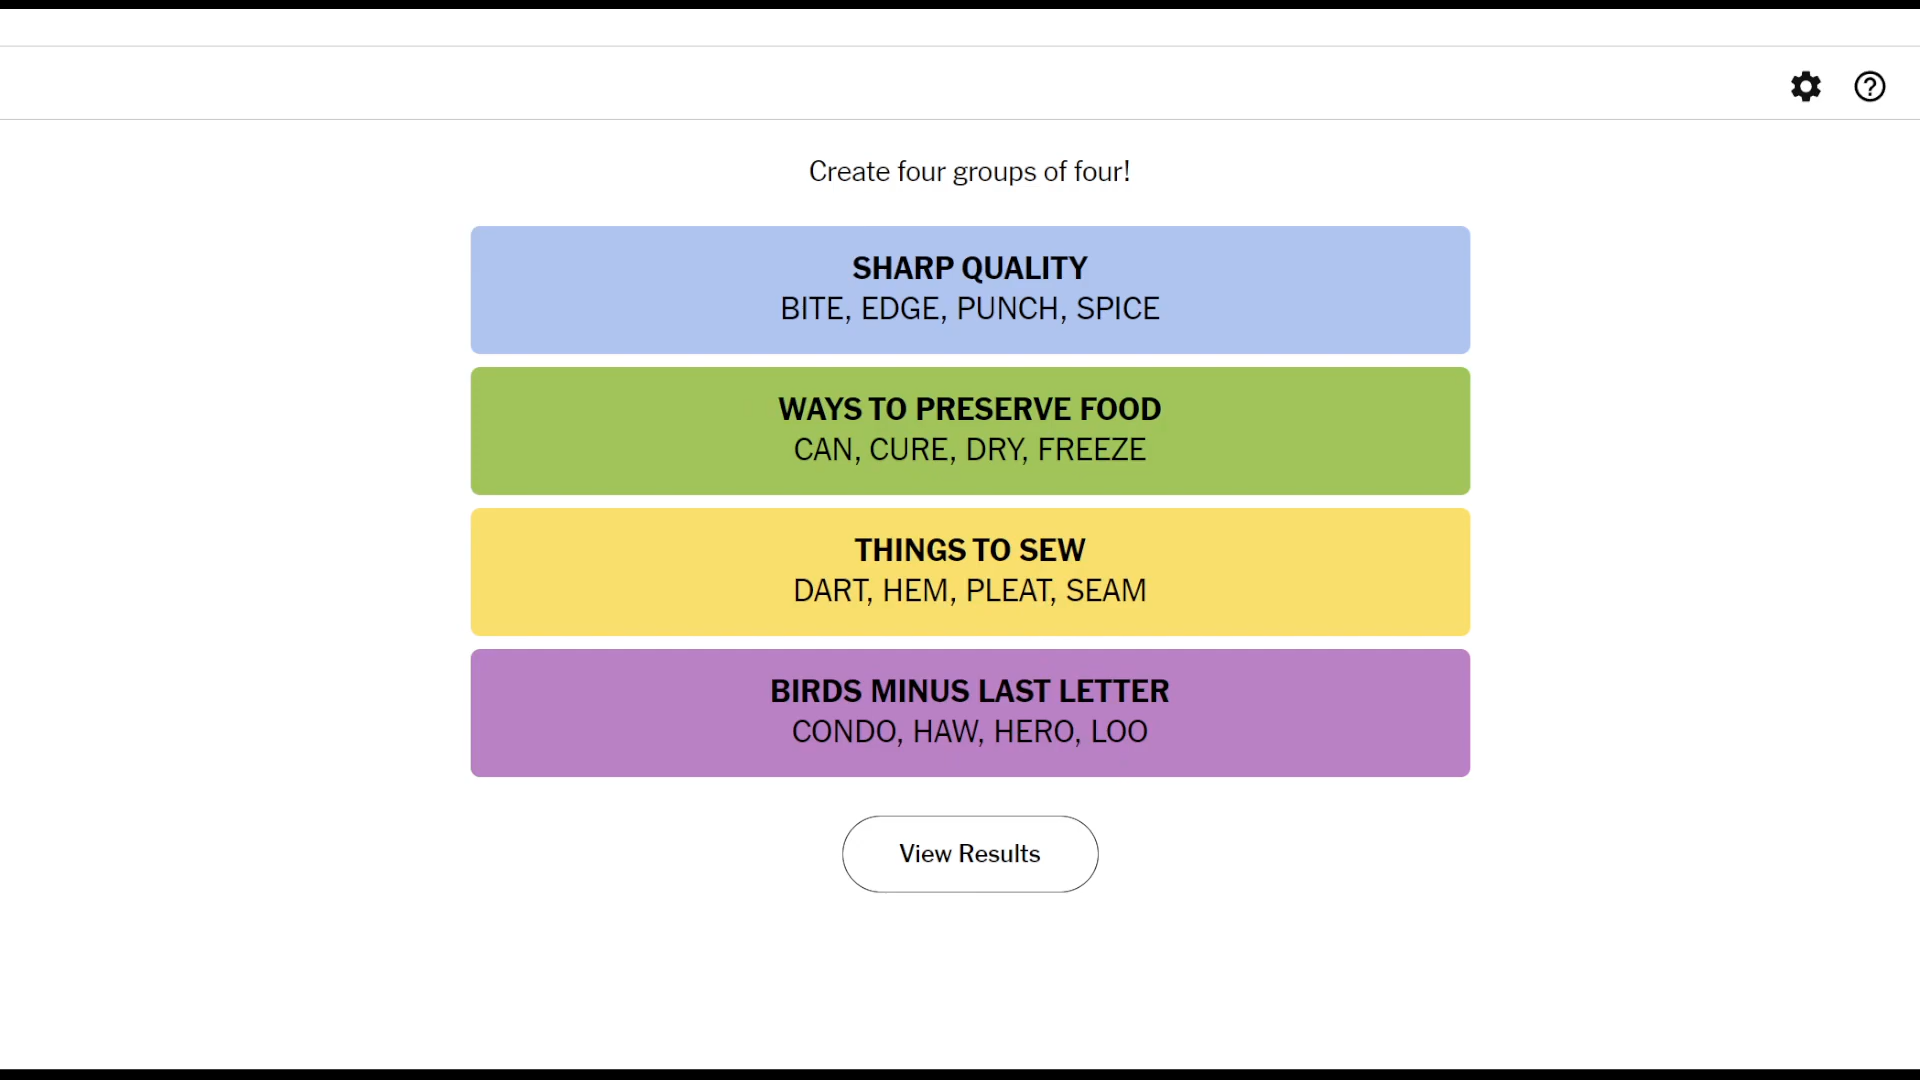 Create four groups of four!
SHARP QUALITY
BITE, EDGE, PUNCH, SPICE
WAYS TO PRESERVE FOOD
CAN, CURE, DRY, FREEZE
THINGS TO SEW
DART, HEM, PLEAT, SEAM
BIRDS MINUS LAST LETTER
CONDO, HAW, HERO, LOO
View Results